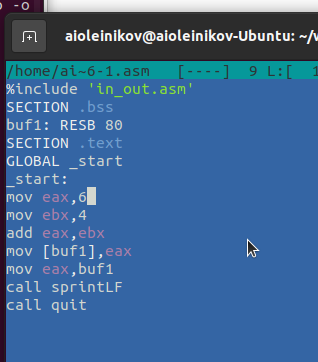 p -o
aioleinikov@aioleinikov-Ubuntu: ~/
/home/ai~6-1.asm [----] 9 L:[ 1
%include 'in_out.asm'
SECTION .bss
buf1: RESB 80
SECTION .text
GLOBAL _start
_start:
mov eax,6
mov ebx,4
add eax,ebx
mov [buf1],eax
mov eax,buf1
call sprintLF
call quit